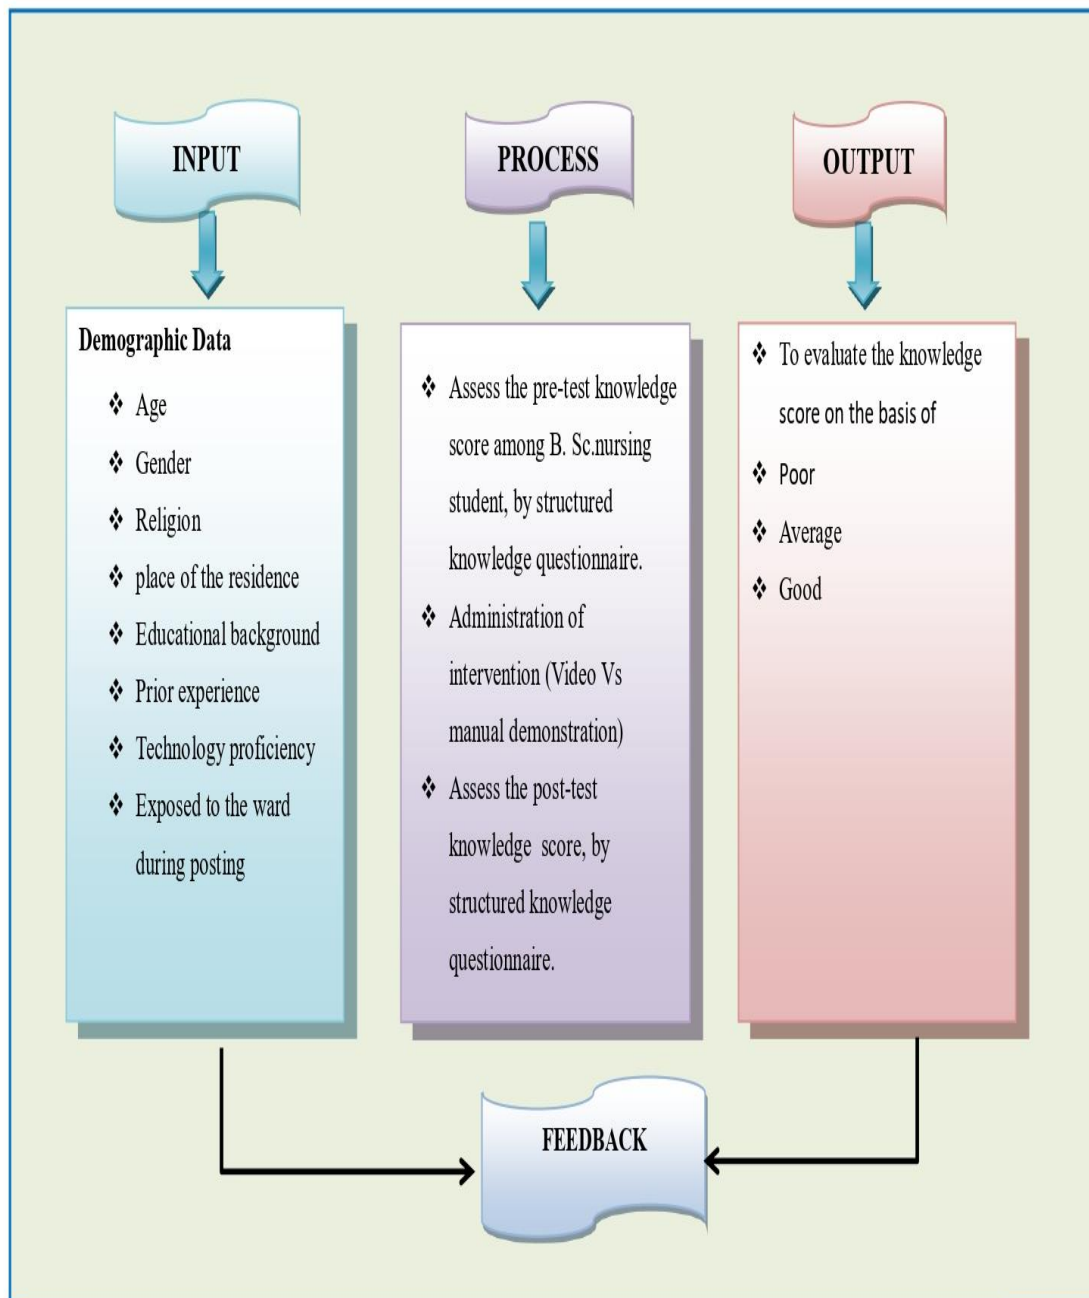 INPUT
PROCESS
OUTPUT
Demographic Data
❖ Age
❖ Gender
❖ Religion
❖ place of the residence
❖ Educational background
❖ Prior experience
❖ Technology proficiency
❖ Exposed to the ward
during posting
❖ Assess the pre-test knowledge
score among B. Sc.nursing
student, by structured
knowledge questionnaire.
❖ Administration of
intervention (Video Vs
manual demonstration)
❖ Assess the post-test
knowledge score, by
structured knowledge
questionnaire.
❖ To evaluate the knowledge
score on the basis of
❖ Poor
❖ Average
❖ Good
FEEDBACK